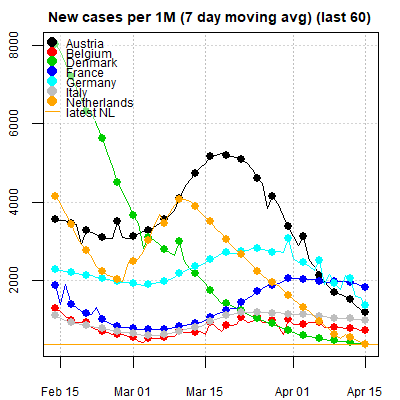 New cases per 1M (7 day moving avg) (last 60)
8000
6000
4000
2000
Austria
Belgium
Denmark
France
Germany
Italy
Netherlands
latest NL
Feb 15
Mar 01
Mar 15
Apr 01
Apr 15